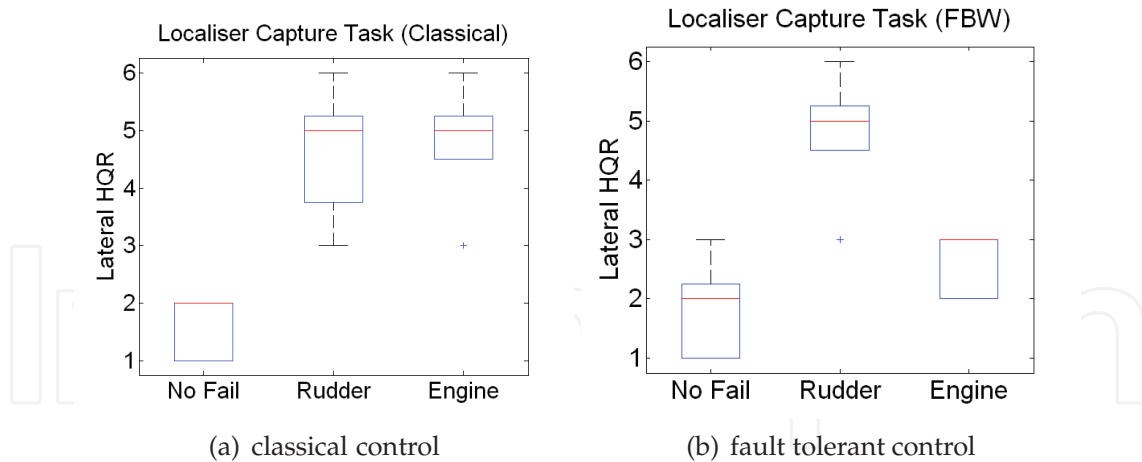 Localiser Capture Task (Classical)
Lateral HQR
6
5
4
3
2
1
No Fail Rudder Engine
(a) classical control
Localiser Capture Task (FBW)
Lateral HQR
6
5
4
3
2
1
No Fail Rudder Engine
(b) fault tolerant control